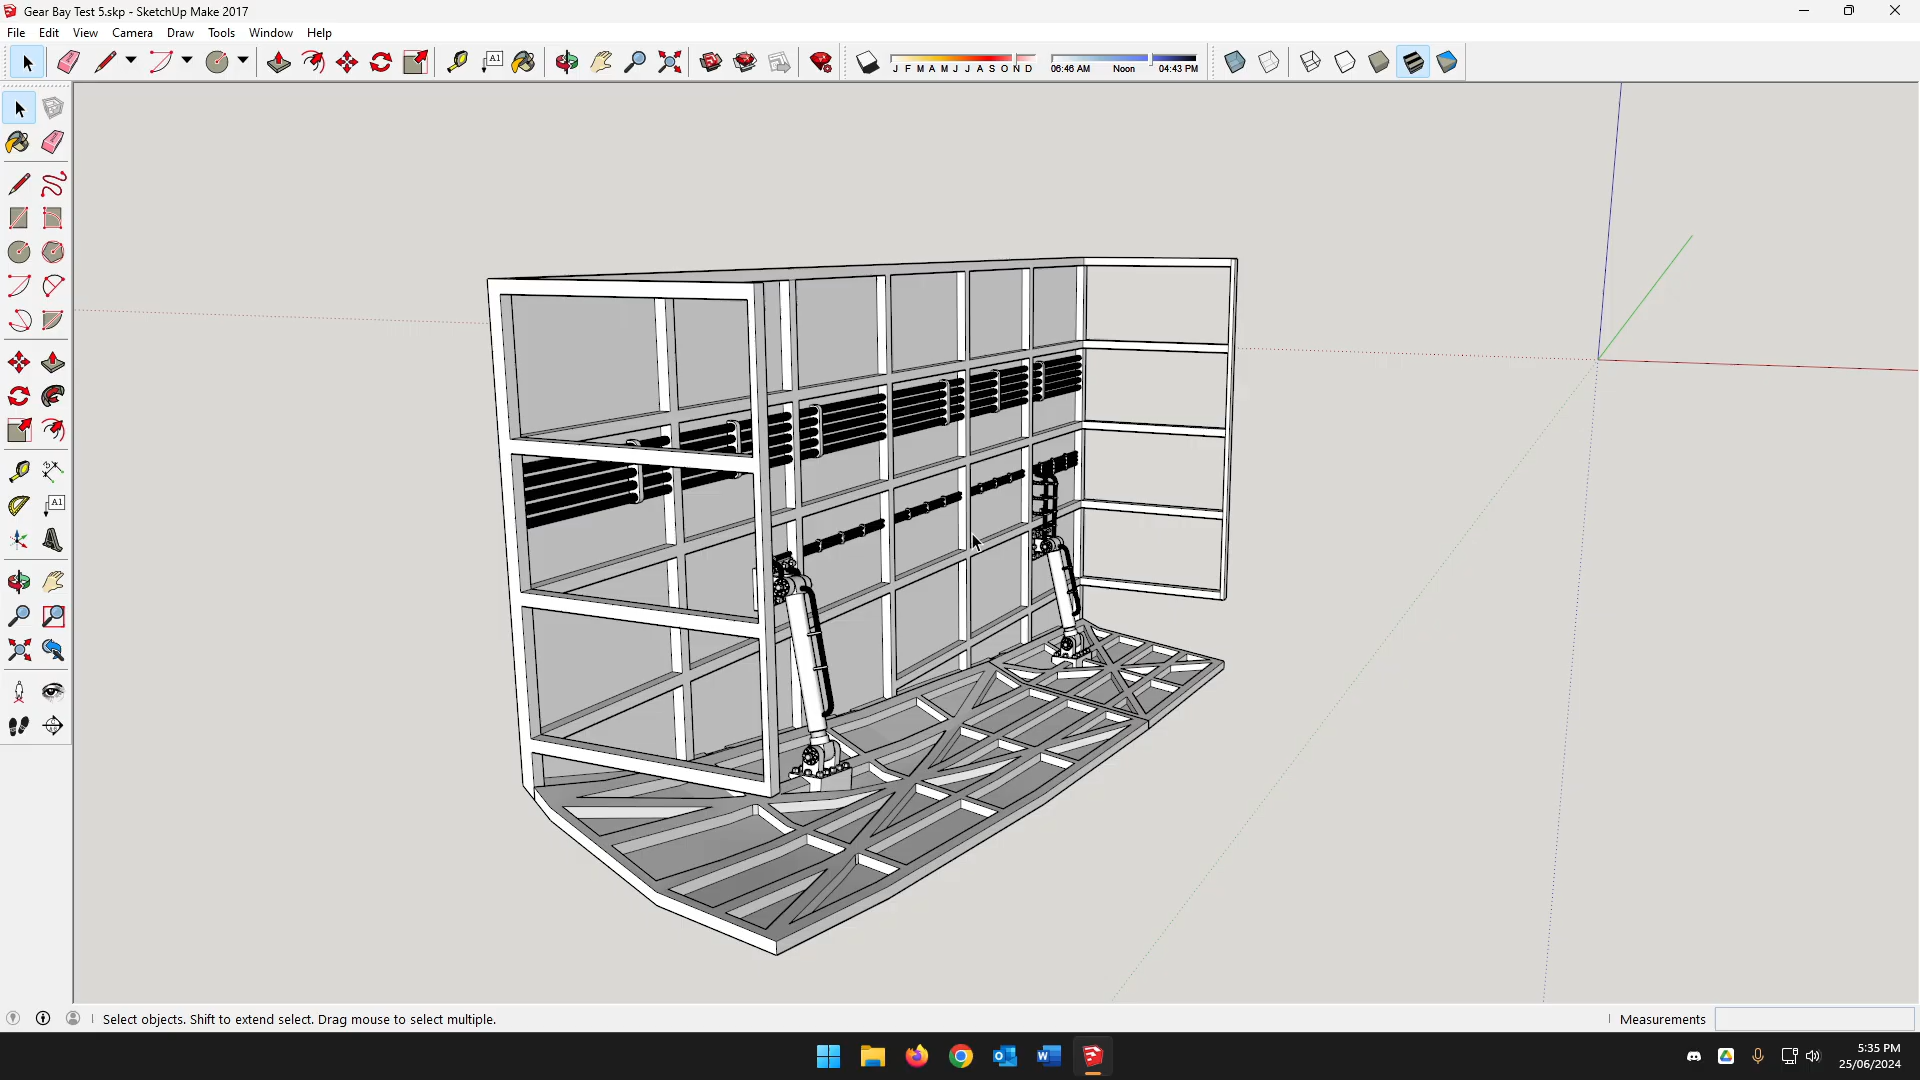 Gear Bay Test 5.skp - SketchUp Make 2017
File Edit View Camera Draw Tools Window Help
A1
J F M A M J J A S O N D
06:46 AM Noon 04:43 PM
A1
Select objects. Shift to extend select. Drag mouse to select multiple.
Measurements
5:35 PM
25/06/2024